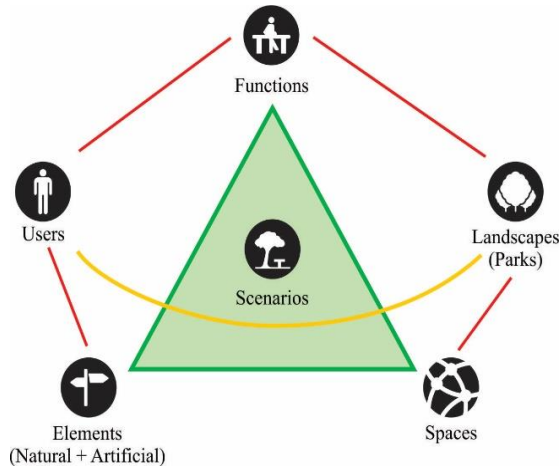 Functions
Users
Landscapes
(Parks)
Scenarios
Elements
(Natural + Artificial)
Spaces